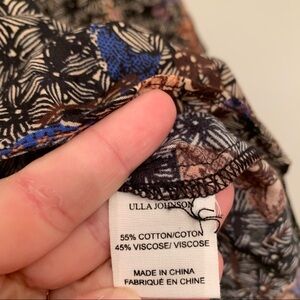 ULLA JOHNSON
55% COTTON/COTON
45% VISCOSE/ VISCOSE
MADE IN CHINA
FABRIQUÉ EN CHINE